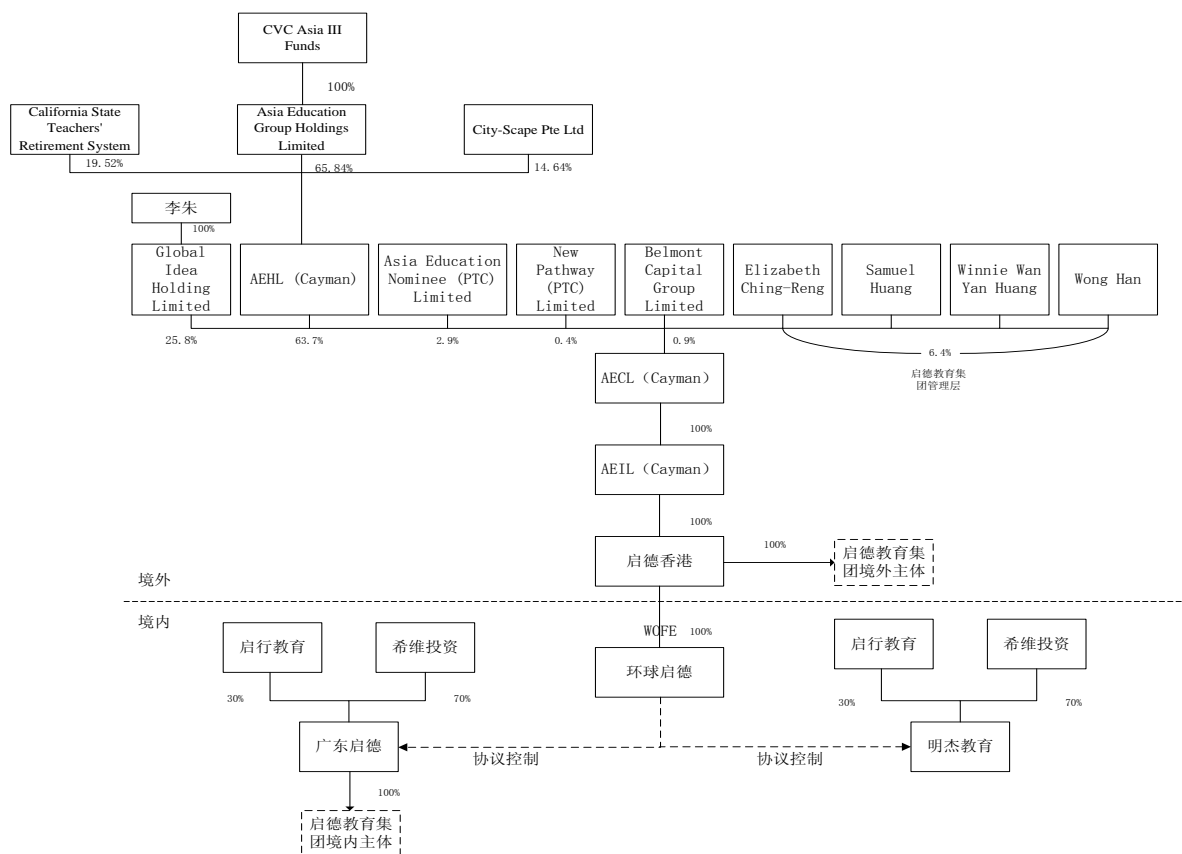 CVC Asia III
Funds
100%
California State
Teachers'
Retirement System
Asia Education
Group Holdings
Limited
City-Scape Pte Ltd
19.52%
65.84%
14.64%
李朱
100%
Global
Idea
Holding
Limited
AEHL (Cayman)
Asia Education
Nominee (PTC)
Limited
New
Pathway
(PTC)
Limited
Belmont
Capital
Group
Limited
Elizabeth
Ching-Reng
Samuel
Huang
Winnie Wan
Yan Huang
Wong Han
25.8%
63.7%
2.9%
0.4%
0.9%
6.4%
启德教育集
团管理层
AECL（Cayman）
100%
AEIL（Cayman）
100%
启德香港
100%
启德教育集
团境外主体
境外
境内
WOFE 100%
启行教育
希维投资
环球启德
启行教育
希维投资
30%
70%
30%
70%
广东启德
协议控制
协议控制
明杰教育
100%
启德教育集
团境内主体